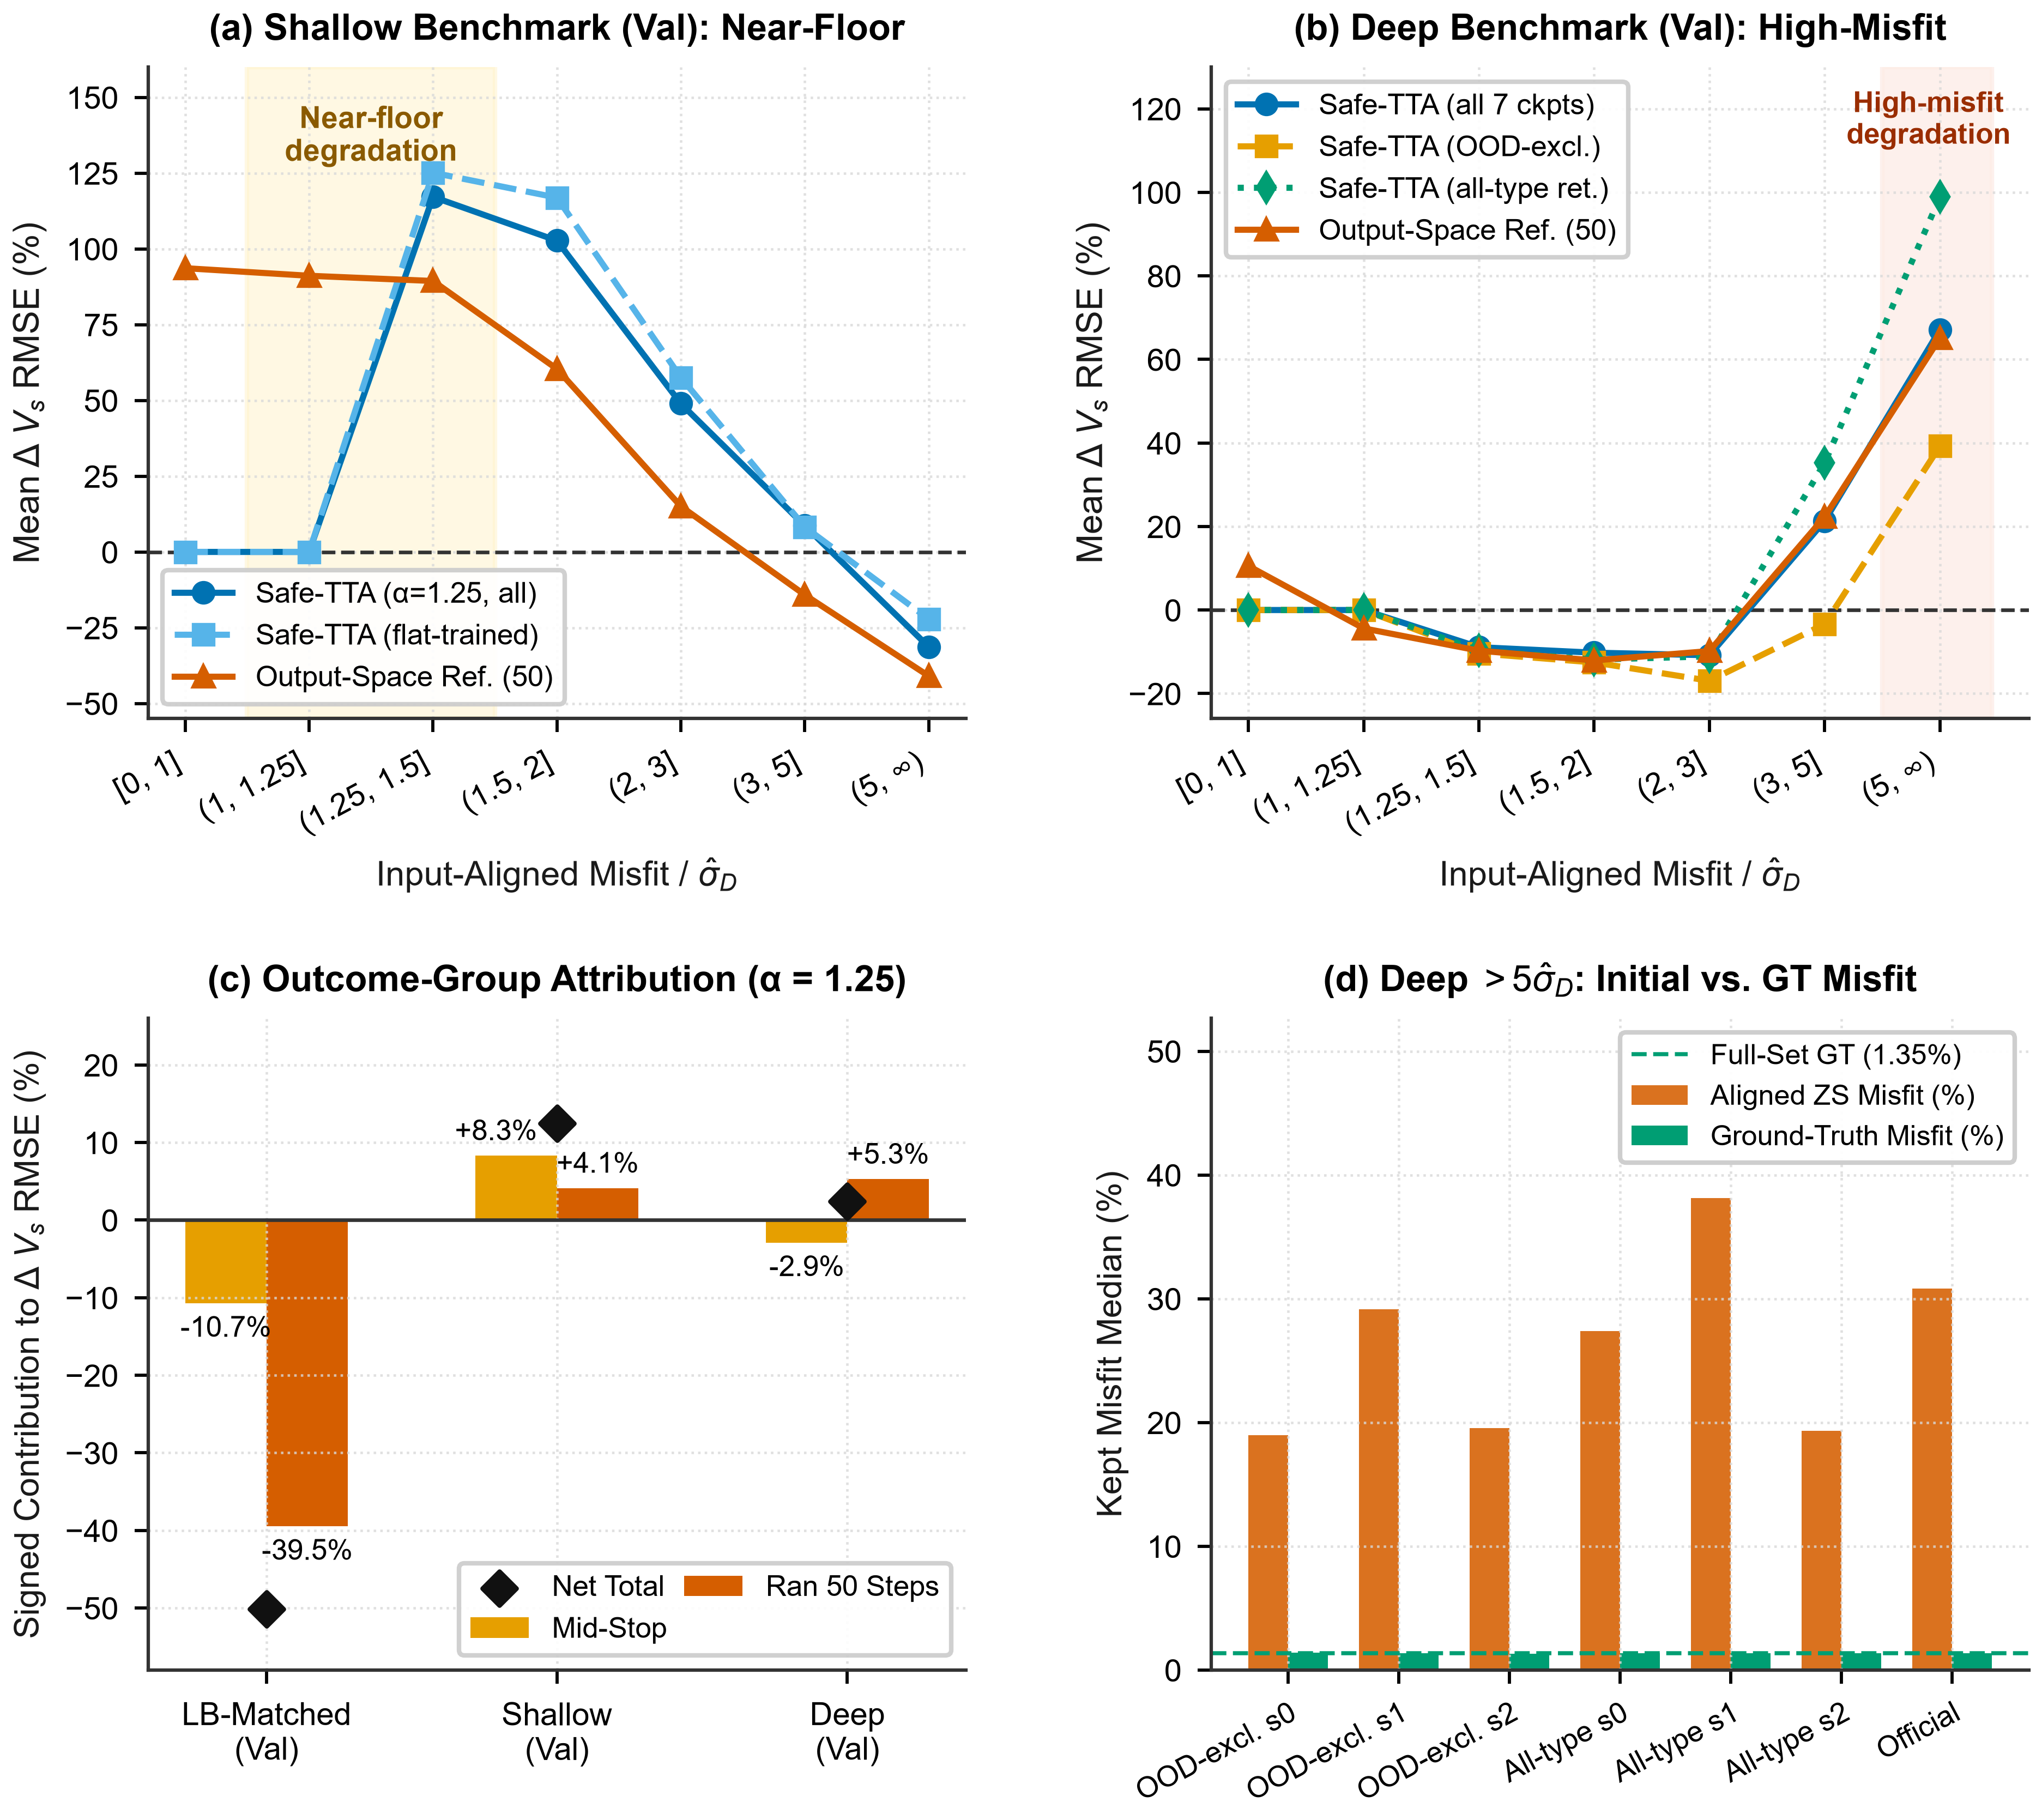 (a) Shallow Benchmark (Val): Near-Floor
Mean Δ Vs RMSE (%)
150
125
100
75
50
25
0
−25
−50
Near-floor
degradation
Safe-TTA (α=1.25, all)
Safe-TTA (flat-trained)
Output-Space Ref. (50)
[0, 1]
(1, 1.25]
(1.25, 1.5]
(1.5, 2]
(2, 3]
(3, 5]
(5, ∞)
Input-Aligned Misfit / σ̂D
(b) Deep Benchmark (Val): High-Misfit
Mean Δ Vs RMSE (%)
120
100
80
60
40
20
0
−20
Safe-TTA (all 7 ckpts)
Safe-TTA (OOD-excl.)
Safe-TTA (all-type ret.)
Output-Space Ref. (50)
High-misfit
degradation
[0, 1]
(1, 1.25]
(1.25, 1.5]
(1.5, 2]
(2, 3]
(3, 5]
(5, ∞)
Input-Aligned Misfit / σ̂D
(c) Outcome-Group Attribution (α = 1.25)
Signed Contribution to Δ Vs RMSE (%)
20
10
0
−10
−20
−30
−40
−50
-10.7%
-39.5%
+8.3%
+4.1%
-2.9%
+5.3%
Net Total
Mid-Stop
Ran 50 Steps
LB-Matched
(Val)
Shallow
(Val)
Deep
(Val)
(d) Deep >5σ̂D: Initial vs. GT Misfit
Kept Misfit Median (%)
50
40
30
20
10
0
Full-Set GT (1.35%)
Aligned ZS Misfit (%)
Ground-Truth Misfit (%)
OOD-excl. s0
OOD-excl. s1
OOD-excl. s2
All-type s0
All-type s1
All-type s2
Official